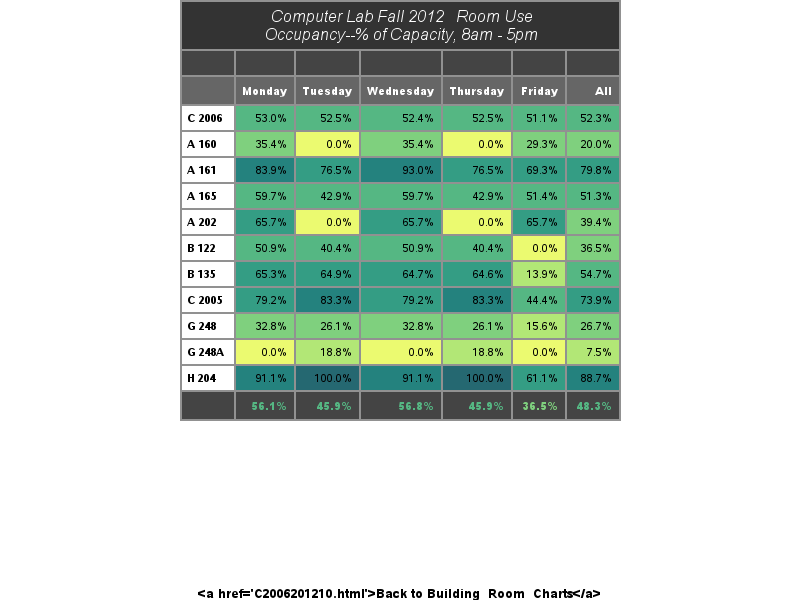 Computer Lab Fall 2012 Room Use
Occupancy--% of Capacity, 8am - 5pm
Monday Tuesday Wednesday Thursday Friday All
C 2006 53.0% 52.5% 52.4% 52.5% 51.1% 52.3%
A 160 35.4% 0.0% 35.4% 0.0% 29.3% 20.0%
A 161 83.9% 76.5% 93.0% 76.5% 69.3% 79.8%
A 165 59.7% 42.9% 59.7% 42.9% 51.4% 51.3%
A 202 65.7% 0.0% 65.7% 0.0% 65.7% 39.4%
B 122 50.9% 40.4% 50.9% 40.4% 0.0% 36.5%
B 135 65.3% 64.9% 64.7% 64.6% 13.9% 54.7%
C 2005 79.2% 83.3% 79.2% 83.3% 44.4% 73.9%
G 248 32.8% 26.1% 32.8% 26.1% 15.6% 26.7%
G 248A 0.0% 18.8% 0.0% 18.8% 0.0% 7.5%
H 204 91.1% 100.0% 91.1% 100.0% 61.1% 88.7%
56.1% 45.9% 56.8% 45.9% 36.5% 48.3%
<a href='C2006201210.html'>Back to Building Room Charts</a>